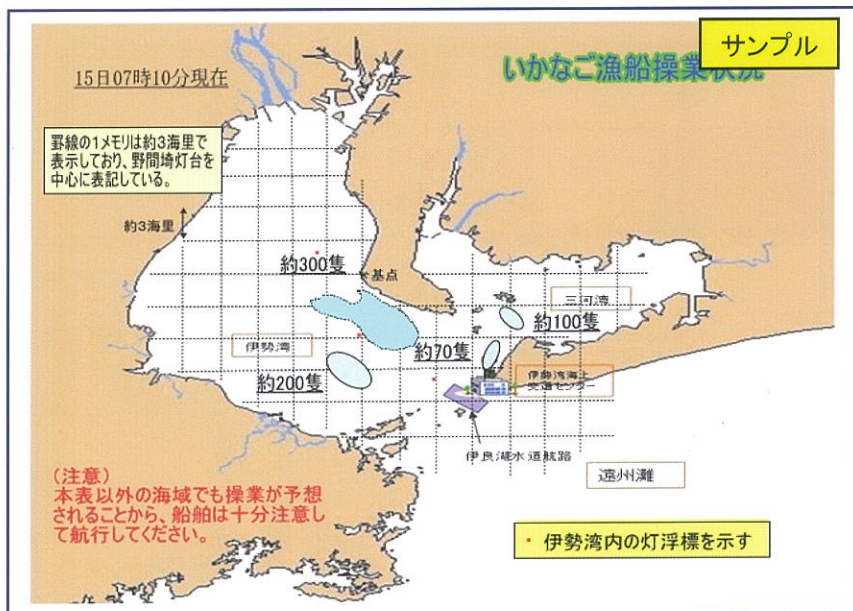 サンプル
いかなご漁船操業状況
15日07時10分現在
罫線の1メモリは約3海里で
表示しており、野間埼灯台を
中心に表記している。
約3海里
約300隻
基点
三河湾
約100隻
伊勢湾
約70隻
約200隻
伊勢湾海上
交通センター
伊良湖水道航路
遠州灘
(注意)
本表以外の海域でも操業が予想
されることから、船舶は十分注意し
て航行してください。
・ 伊勢湾内の灯浮標を示す